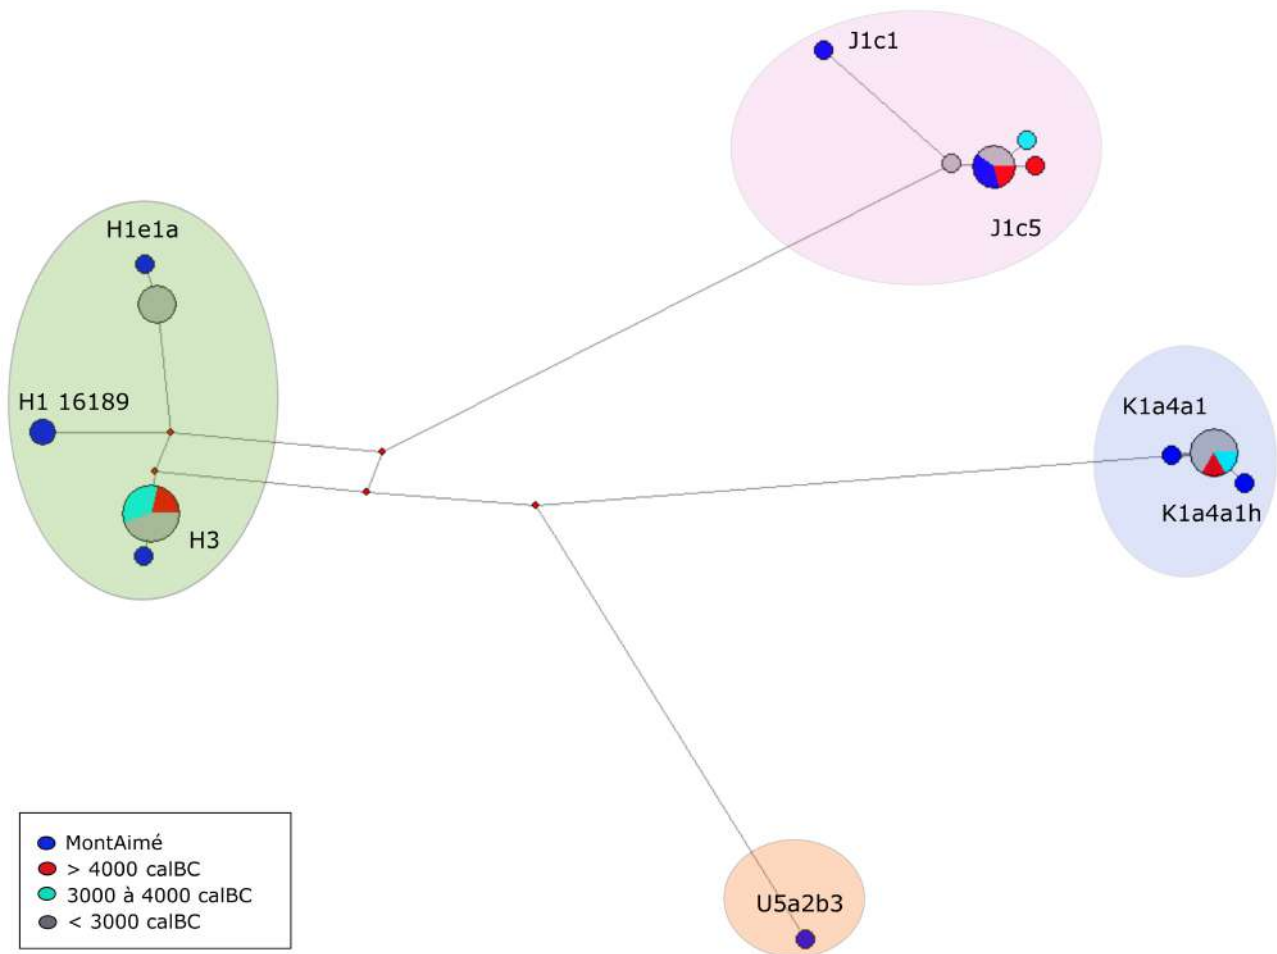 J1c1
J1c5
H1e1a
H1 16189
H3
K1a4a1
K1a4a1h
U5a2b3
MontAimé
> 4000 calBC
3000 à 4000 calBC
< 3000 calBC